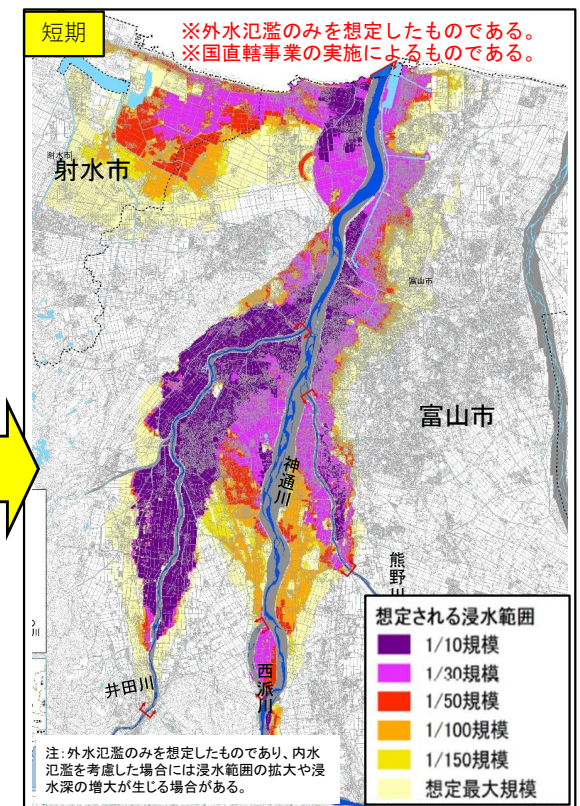 短期
※外水氾濫のみを想定したものである。
※国直轄事業の実施によるものである。
射水市
射水市
富山市
富山市
神通川
熊野川
西派川
井田川
想定される浸水範囲
1/10規模
1/30規模
1/50規模
1/100規模
1/150規模
想定最大規模
注:外水氾濫のみを想定したものであり、内水
氾濫を考慮した場合には浸水範囲の拡大や浸
水深の増大が生じる場合がある。